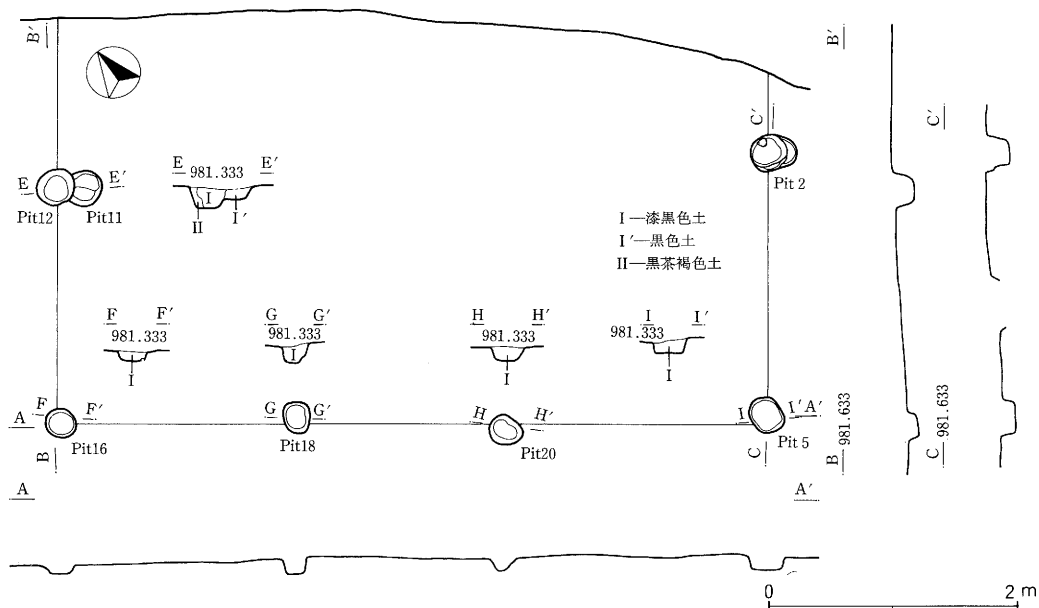 B′
B′
C′
C′
E 981.333 E′
E E′
Pit12 Pit11
I
II I′
Pit 2
I—漆黒色土
I′—黒色土
II—黒茶褐色土
F F′
981.333
I
G G′
981.333
I
H H′
981.333
I
I I′
981.333
I
A F F′
G G′
H H′
I I′ A′
Pit16
Pit18
Pit20
Pit 5
B
C
B 981.633
C 981.633
A A′
0 2 m